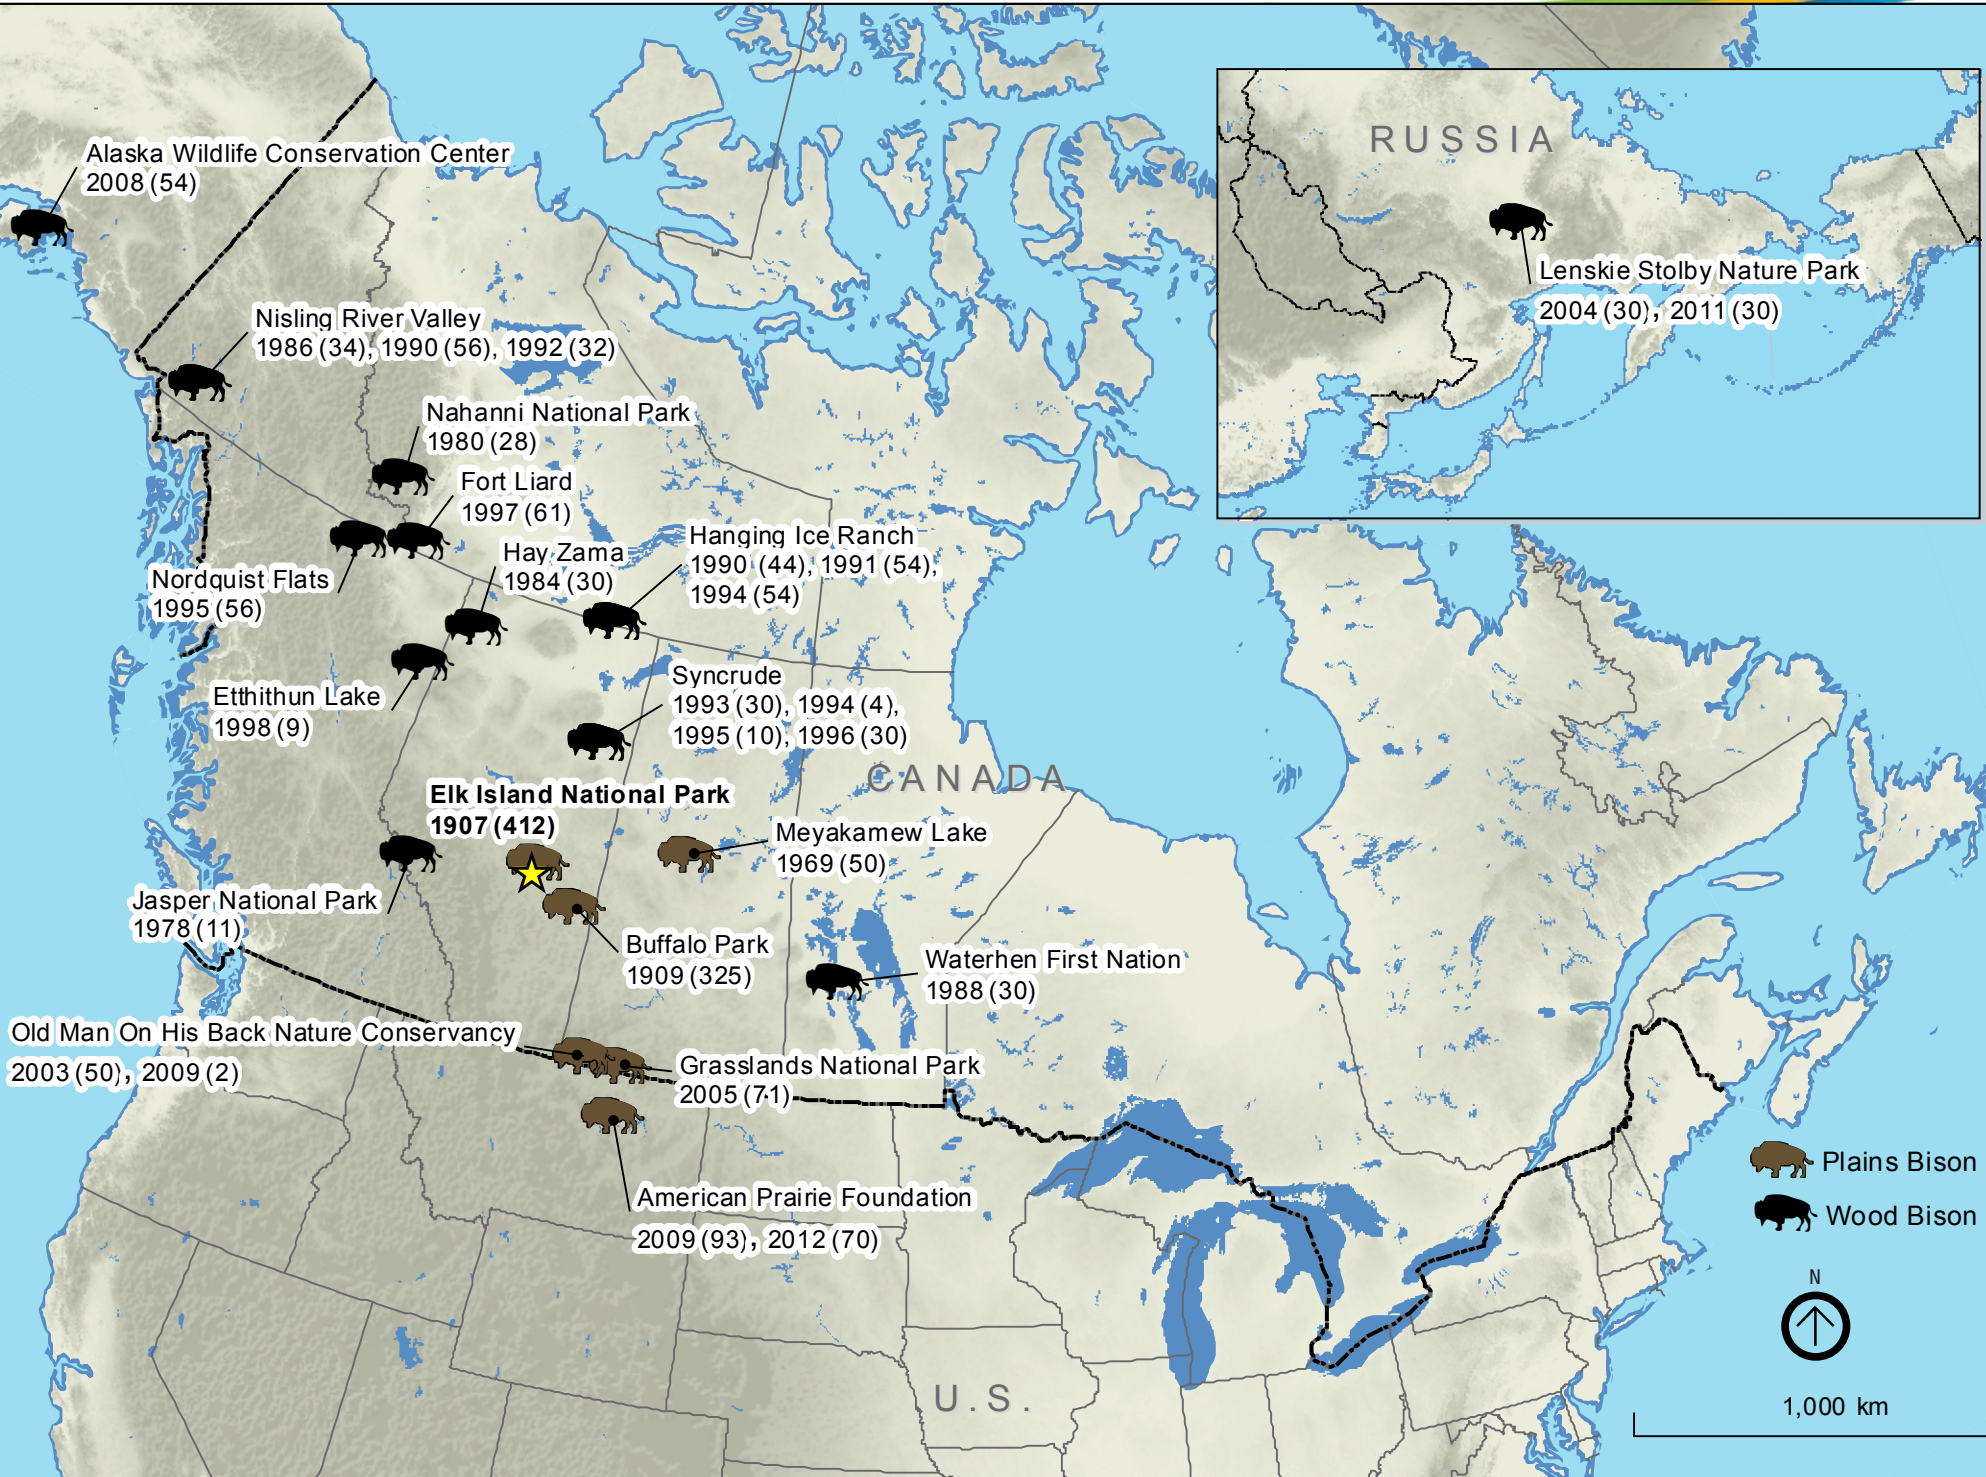 RUSSIA
Alaska Wildlife Conservation Center
2008 (54)
Lenskie Stolby Nature Park
2004 (30), 2011 (30)
Nisling River Valley
1986 (34), 1990 (56), 1992 (32)
Nahanni National Park
1980 (28)
Fort Liard
1997 (61)
Hanging Ice Ranch
1990 (44), 1991 (54),
1994 (54)
Hay Zama
1984 (30)
Nordquist Flats
1995 (56)
Etthithun Lake
1998 (9)
Syncrude
1993 (30), 1994 (4),
1995 (10), 1996 (30)
CANADA
Elk Island National Park
1907 (412)
Meyakamew Lake
1969 (50)
Jasper National Park
1978 (11)
Buffalo Park
1909 (325)
Waterhen First Nation
1988 (30)
Old Man On His Back Nature Conservancy
2003 (50), 2009 (2)
Grasslands National Park
2005 (71)
American Prairie Foundation
2009 (93), 2012 (70)
Plains Bison
Wood Bison
N
1,000 km
U.S.